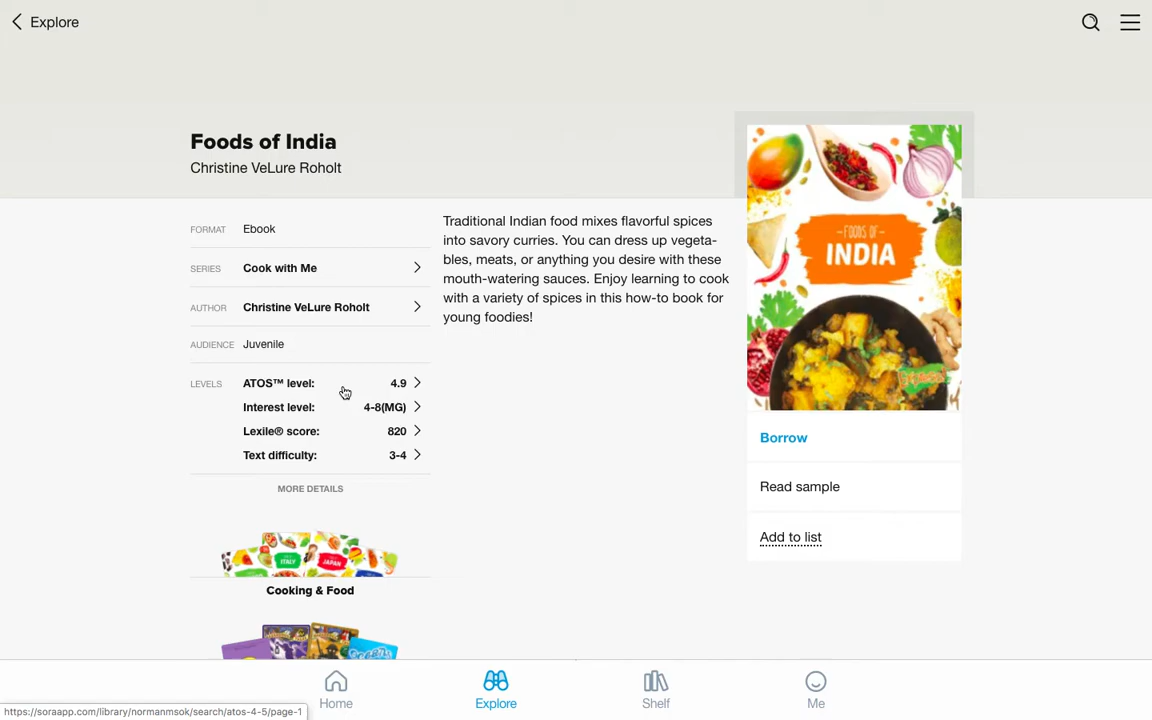 Explore
Foods of India
Christine VeLure Roholt
FORMAT Ebook
SERIES Cook with Me
AUTHOR Christine VeLure Roholt
AUDIENCE Juvenile
LEVELS ATOS™ level: 4.9
Interest level: 4-8(MG)
Lexile® score: 820
Text difficulty: 3-4
MORE DETAILS
Traditional Indian food mixes flavorful spices
into savory curries. You can dress up vegeta-
bles, meats, or anything you desire with these
mouth-watering sauces. Enjoy learning to cook
with a variety of spices in this how-to book for
young foodies!
-FOODS OF-
INDIA
Borrow
Read sample
Add to list
ITALY
JAPAN
Cooking & Food
Home
Explore
Shelf
Me
https://soraapp.com/library/normanmsok/search/atos-4-5/page-1